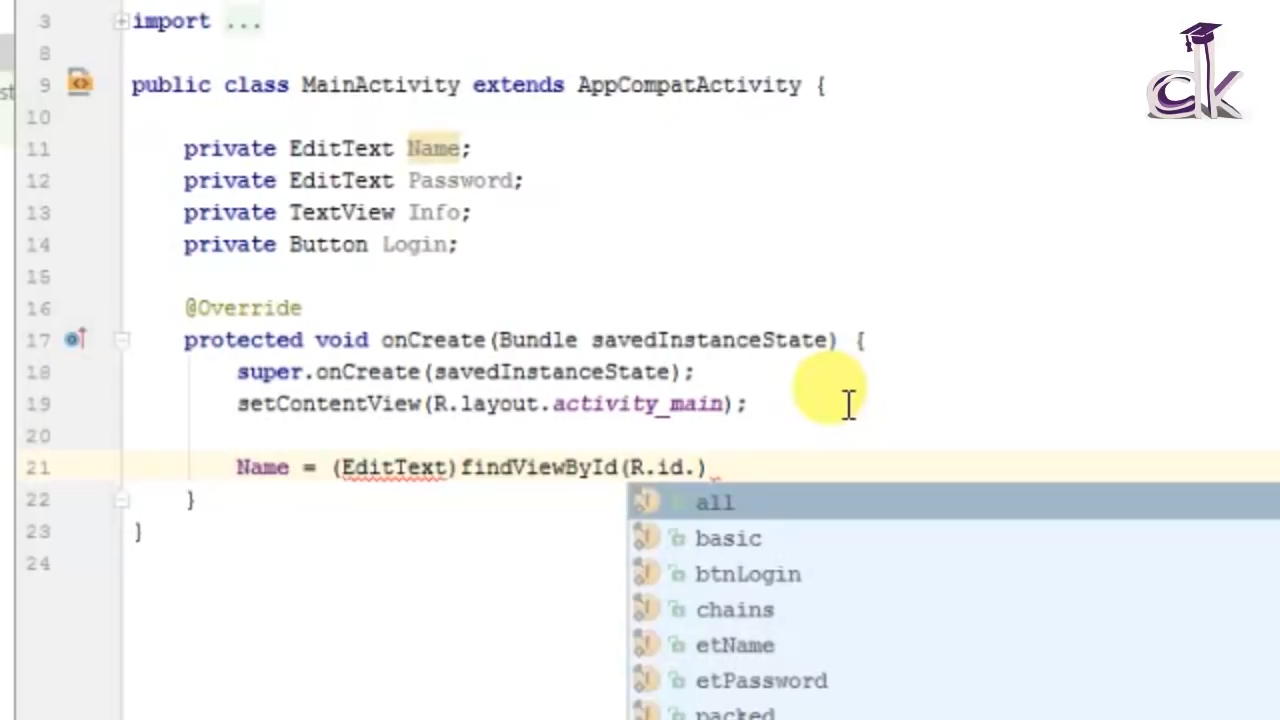 3 import ...
8
9 public class MainActivity extends AppCompatActivity {
10
11 private EditText Name;
12 private EditText Password;
13 private TextView Info;
14 private Button Login;
15
16 @Override
17 protected void onCreate(Bundle savedInstanceState) {
18 super.onCreate(savedInstanceState);
19 setContentView(R.layout.activity_main);
20
21 Name = (EditText)findViewById(R.id.)
22 }
23 }
24
all
basic
btnLogin
chains
etName
etPassword
packed
st
ck